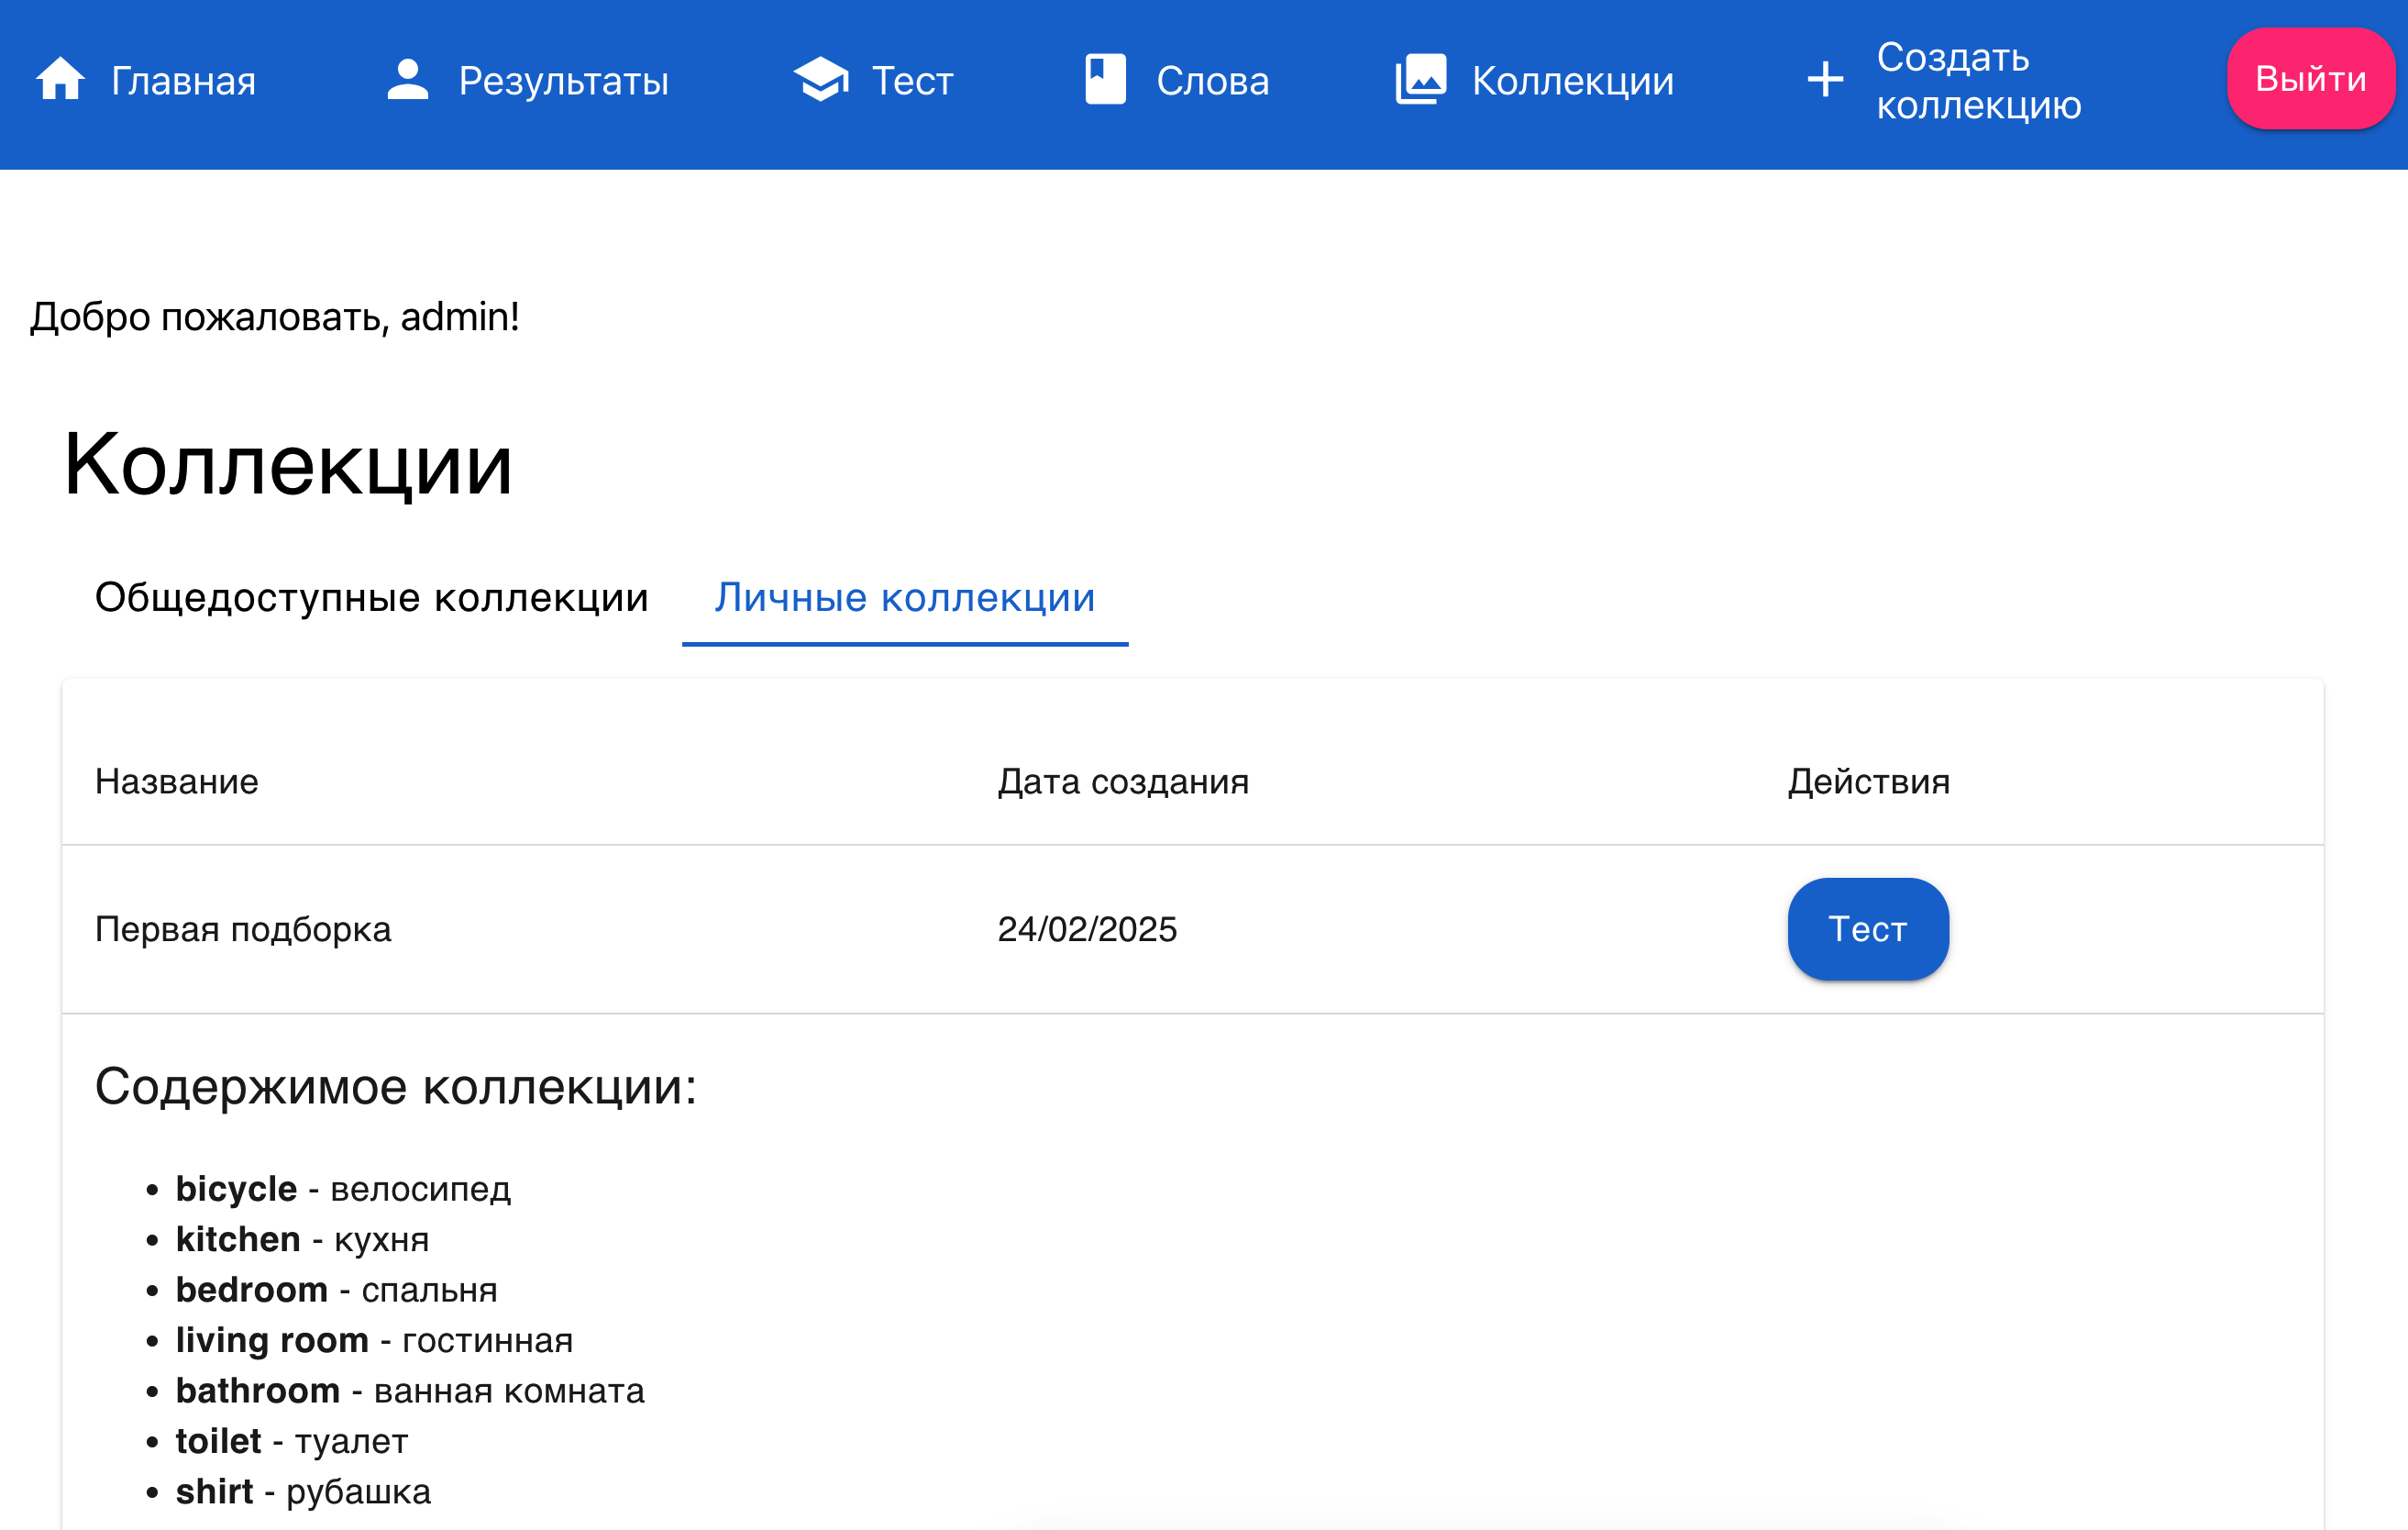 Главная
Результаты
Тест
Слова
Коллекции
Создать
коллекцию
Выйти
Добро пожаловать, admin!
Коллекции
Общедоступные коллекции
Личные коллекции
Название
Дата создания
Действия
Первая подборка
24/02/2025
Тест
Содержимое коллекции:
bicycle - велосипед
kitchen - кухня
bedroom - спальня
living room - гостинная
bathroom - ванная комната
toilet - туалет
shirt - рубашка